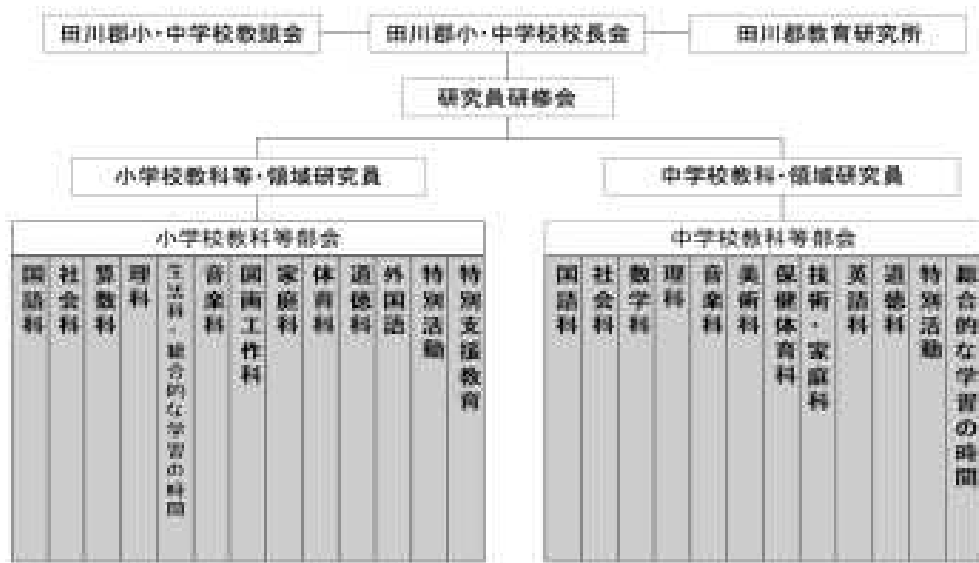 田川郡小・中学校教頭会
田川郡小・中学校校長会
田川郡教育研究所
研究員研修会
小学校教科等・領域研究員
中学校教科・領域研究員
小学校教科等部会
国語科
社会科
算数科
理科
生活科・総合的な学習の時間
音楽科
図画工作科
家庭科
体育科
道徳科
外国語
特別活動
特別支援教育
中学校教科等部会
国語科
社会科
数学科
理科
音楽科
美術科
保健体育科
技術・家庭科
英語科
道徳科
特別活動
総合的な学習の時間